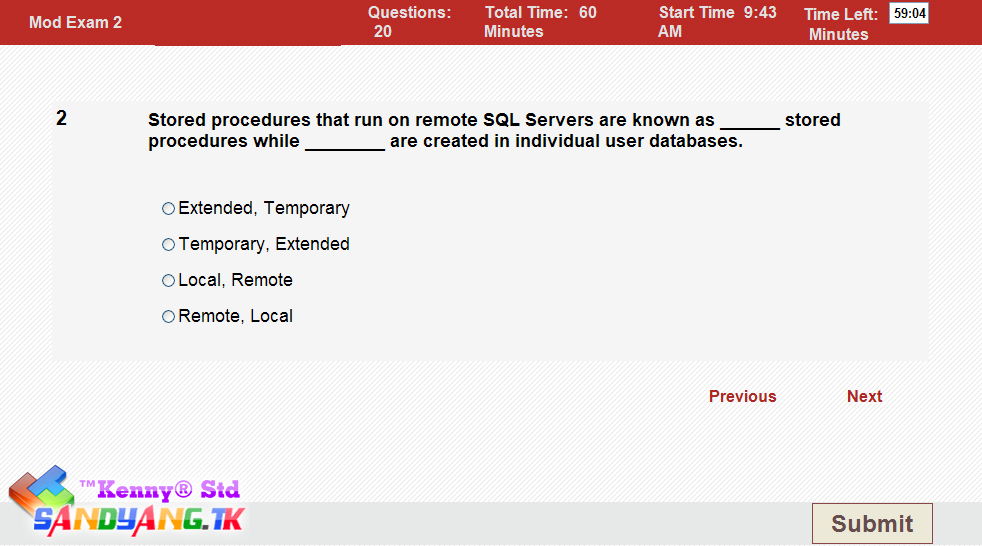 Mod Exam 2
Questions:
20
Total Time: 60
Minutes
Start Time 9:43
AM
Time Left: 59:04
Minutes
2
Stored procedures that run on remote SQL Servers are known as ______ stored
procedures while ________ are created in individual user databases.
Extended, Temporary
Temporary, Extended
Local, Remote
Remote, Local
Previous
Next
™Kenny® Std
SANDYANG.TK
Submit